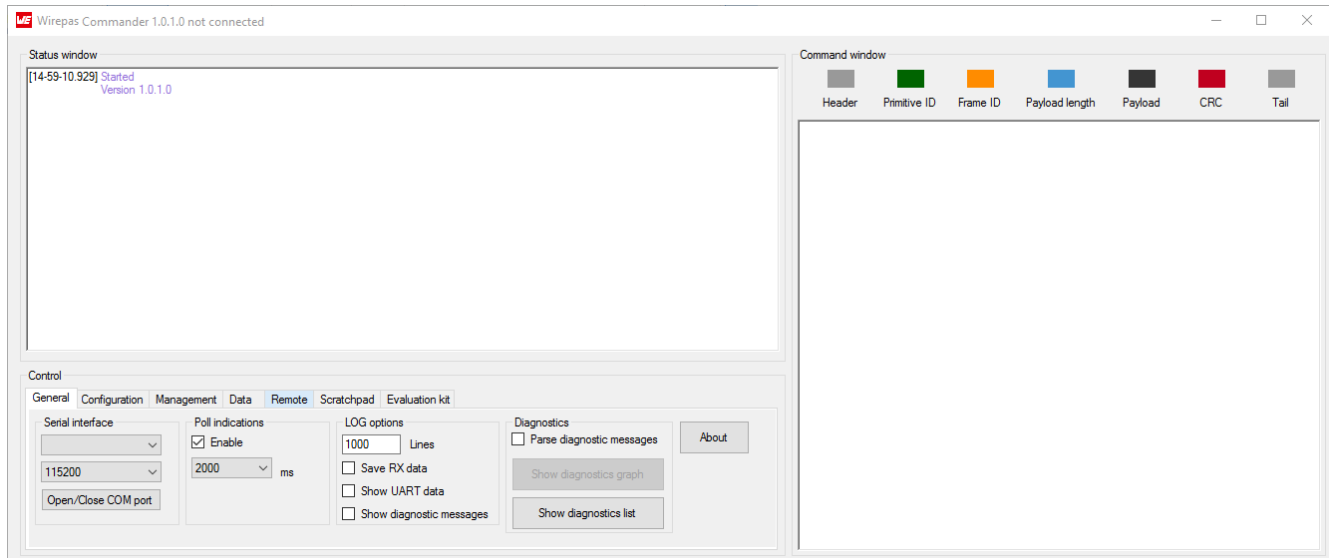 WE Wirepas Commander 1.0.1.0 not connected
Status window
[14-59-10.929] Started
Version 1.0.1.0
Command window
Header Primitive ID Frame ID Payload length Payload CRC Tail
Control
General Configuration Management Data Remote Scratchpad Evaluation kit
Serial interface
115200
Open/Close COM port
Poll indications
Enable
2000 ms
LOG options
1000 Lines
Save RX data
Show UART data
Show diagnostic messages
Diagnostics
Parse diagnostic messages
Show diagnostics graph
Show diagnostics list
About